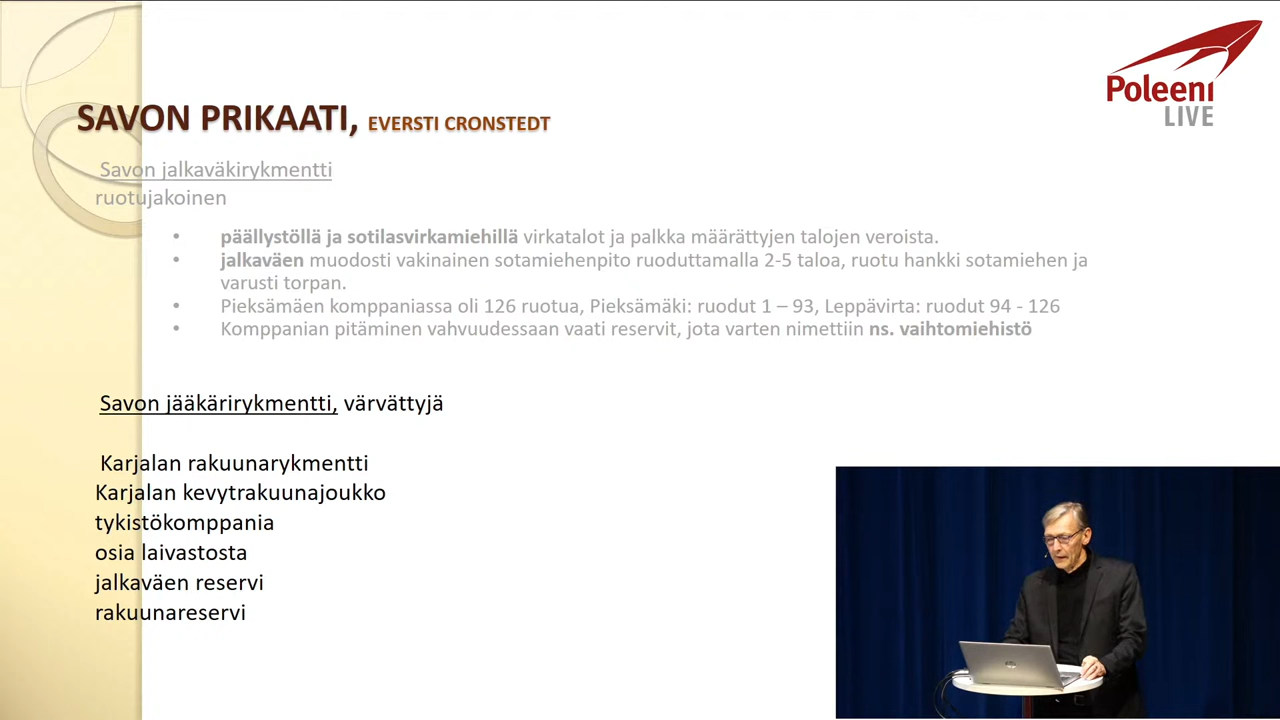 Poleeni
LIVE
SAVON PRIKAATI, EVERSTI CRONSTEDT
Savon jalkaväkirykmentti
ruotujakoinen
• päällystöllä ja sotilasvirkamiehillä virkatalot ja palkka määrättyjen talojen veroista.
• jalkaväen muodosti vakinainen sotamiehenpito ruoduttamalla 2-5 taloa, ruotu hankki sotamiehen ja
varusti torpan.
• Pieksämäen komppaniassa oli 126 ruotua, Pieksämäki: ruodut 1 – 93, Leppävirta: ruodut 94 - 126
• Komppanian pitäminen vahvuudessaan vaati reservit, jota varten nimettiin ns. vaihtomiehistö
Savon jääkärirykmentti, värvättyjä
Karjalan rakuunarykmentti
Karjalan kevytrakuunajoukko
tykistökomppania
osia laivastosta
jalkaväen reservi
rakuunareservi